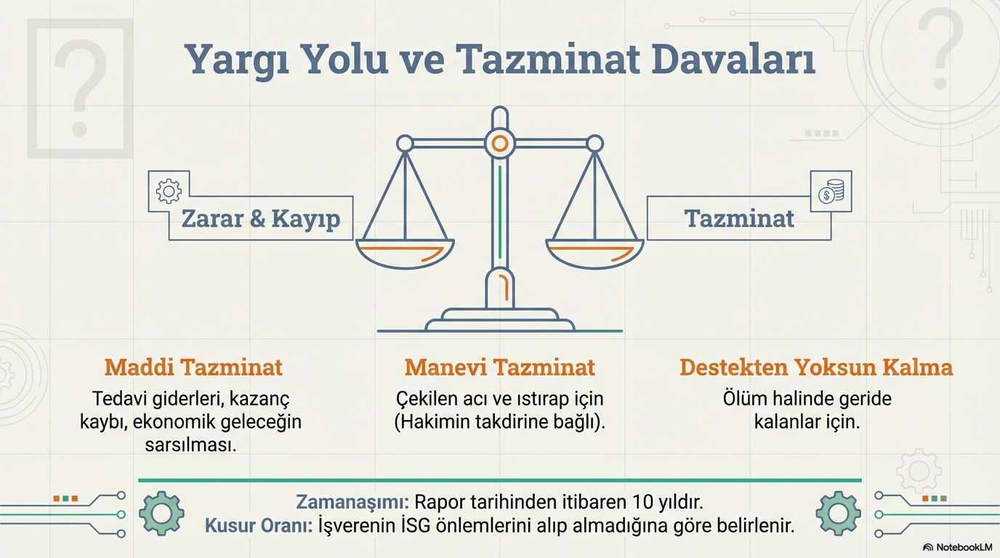 Yargı Yolu ve Tazminat Davaları
Zarar & Kayıp
Tazminat
$
Maddi Tazminat
Tedavi giderleri, kazanç
kaybı, ekonomik geleceğin
sarsılması.
Manevi Tazminat
Çekilen acı ve ıstırap için
(Hakimin takdirine bağlı).
Destekten Yoksun Kalma
Ölüm halinde geride
kalanlar için.
Zamanaşımı: Rapor tarihinden itibaren 10 yıldır.
Kusur Oranı: İşverenin İSG önlemlerini alıp almadığına göre belirlenir.
NotebookLM